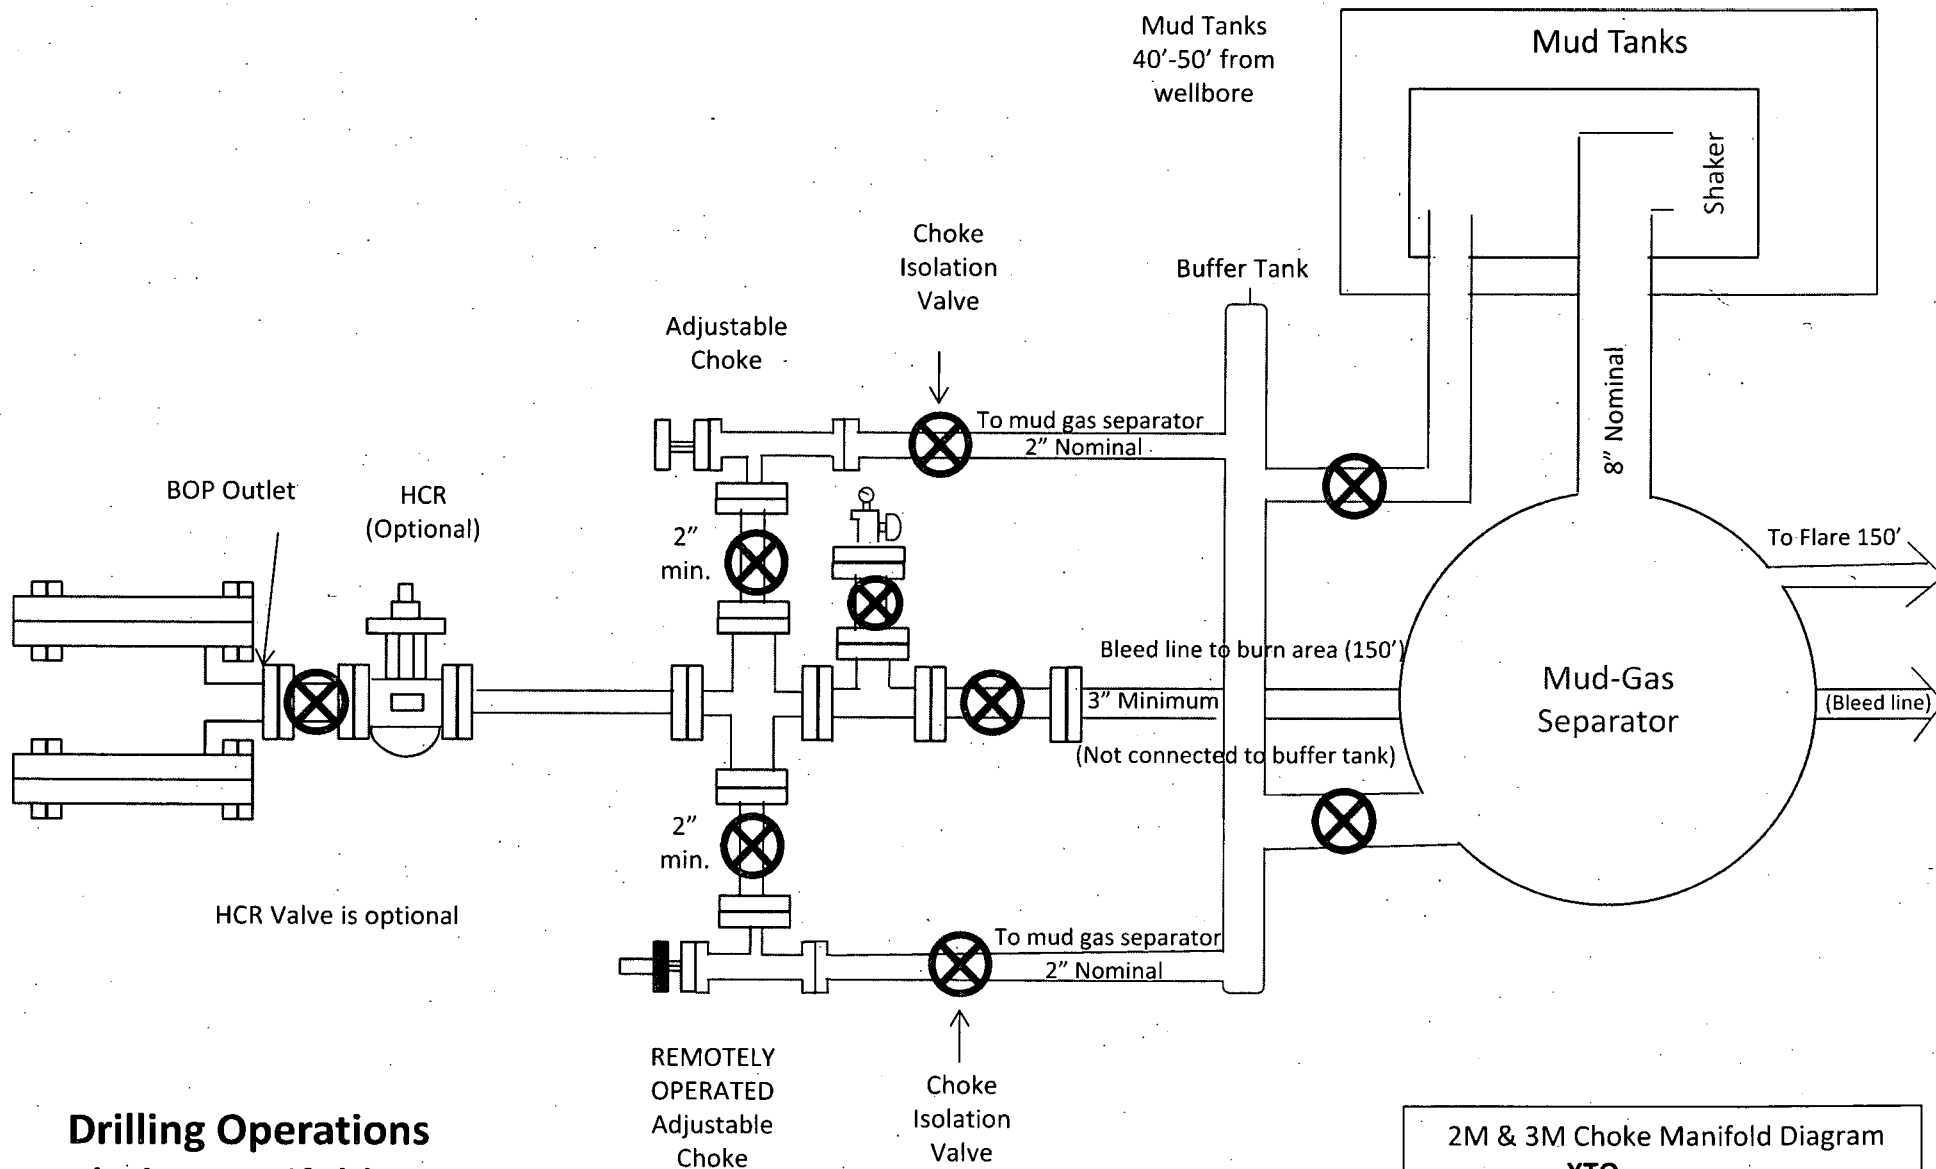 Mud Tanks
40'-50' from
wellbore
Mud Tanks
Shaker
Choke
Isolation
Valve
Buffer Tank
Adjustable
Choke
8" Nominal
To mud gas separator
2" Nominal
BOP Outlet
HCR
(Optional)
2"
min.
To Flare 150'
Bleed line to burn area (150')
3" Minimum
(Not connected to buffer tank)
Mud-Gas
Separator
(Bleed line)
2"
min.
HCR Valve is optional
To mud gas separator
2" Nominal
REMOTELY
OPERATED
Adjustable
Choke
Choke
Isolation
Valve
Drilling Operations
2M & 3M Choke Manifold Diagram
XTO